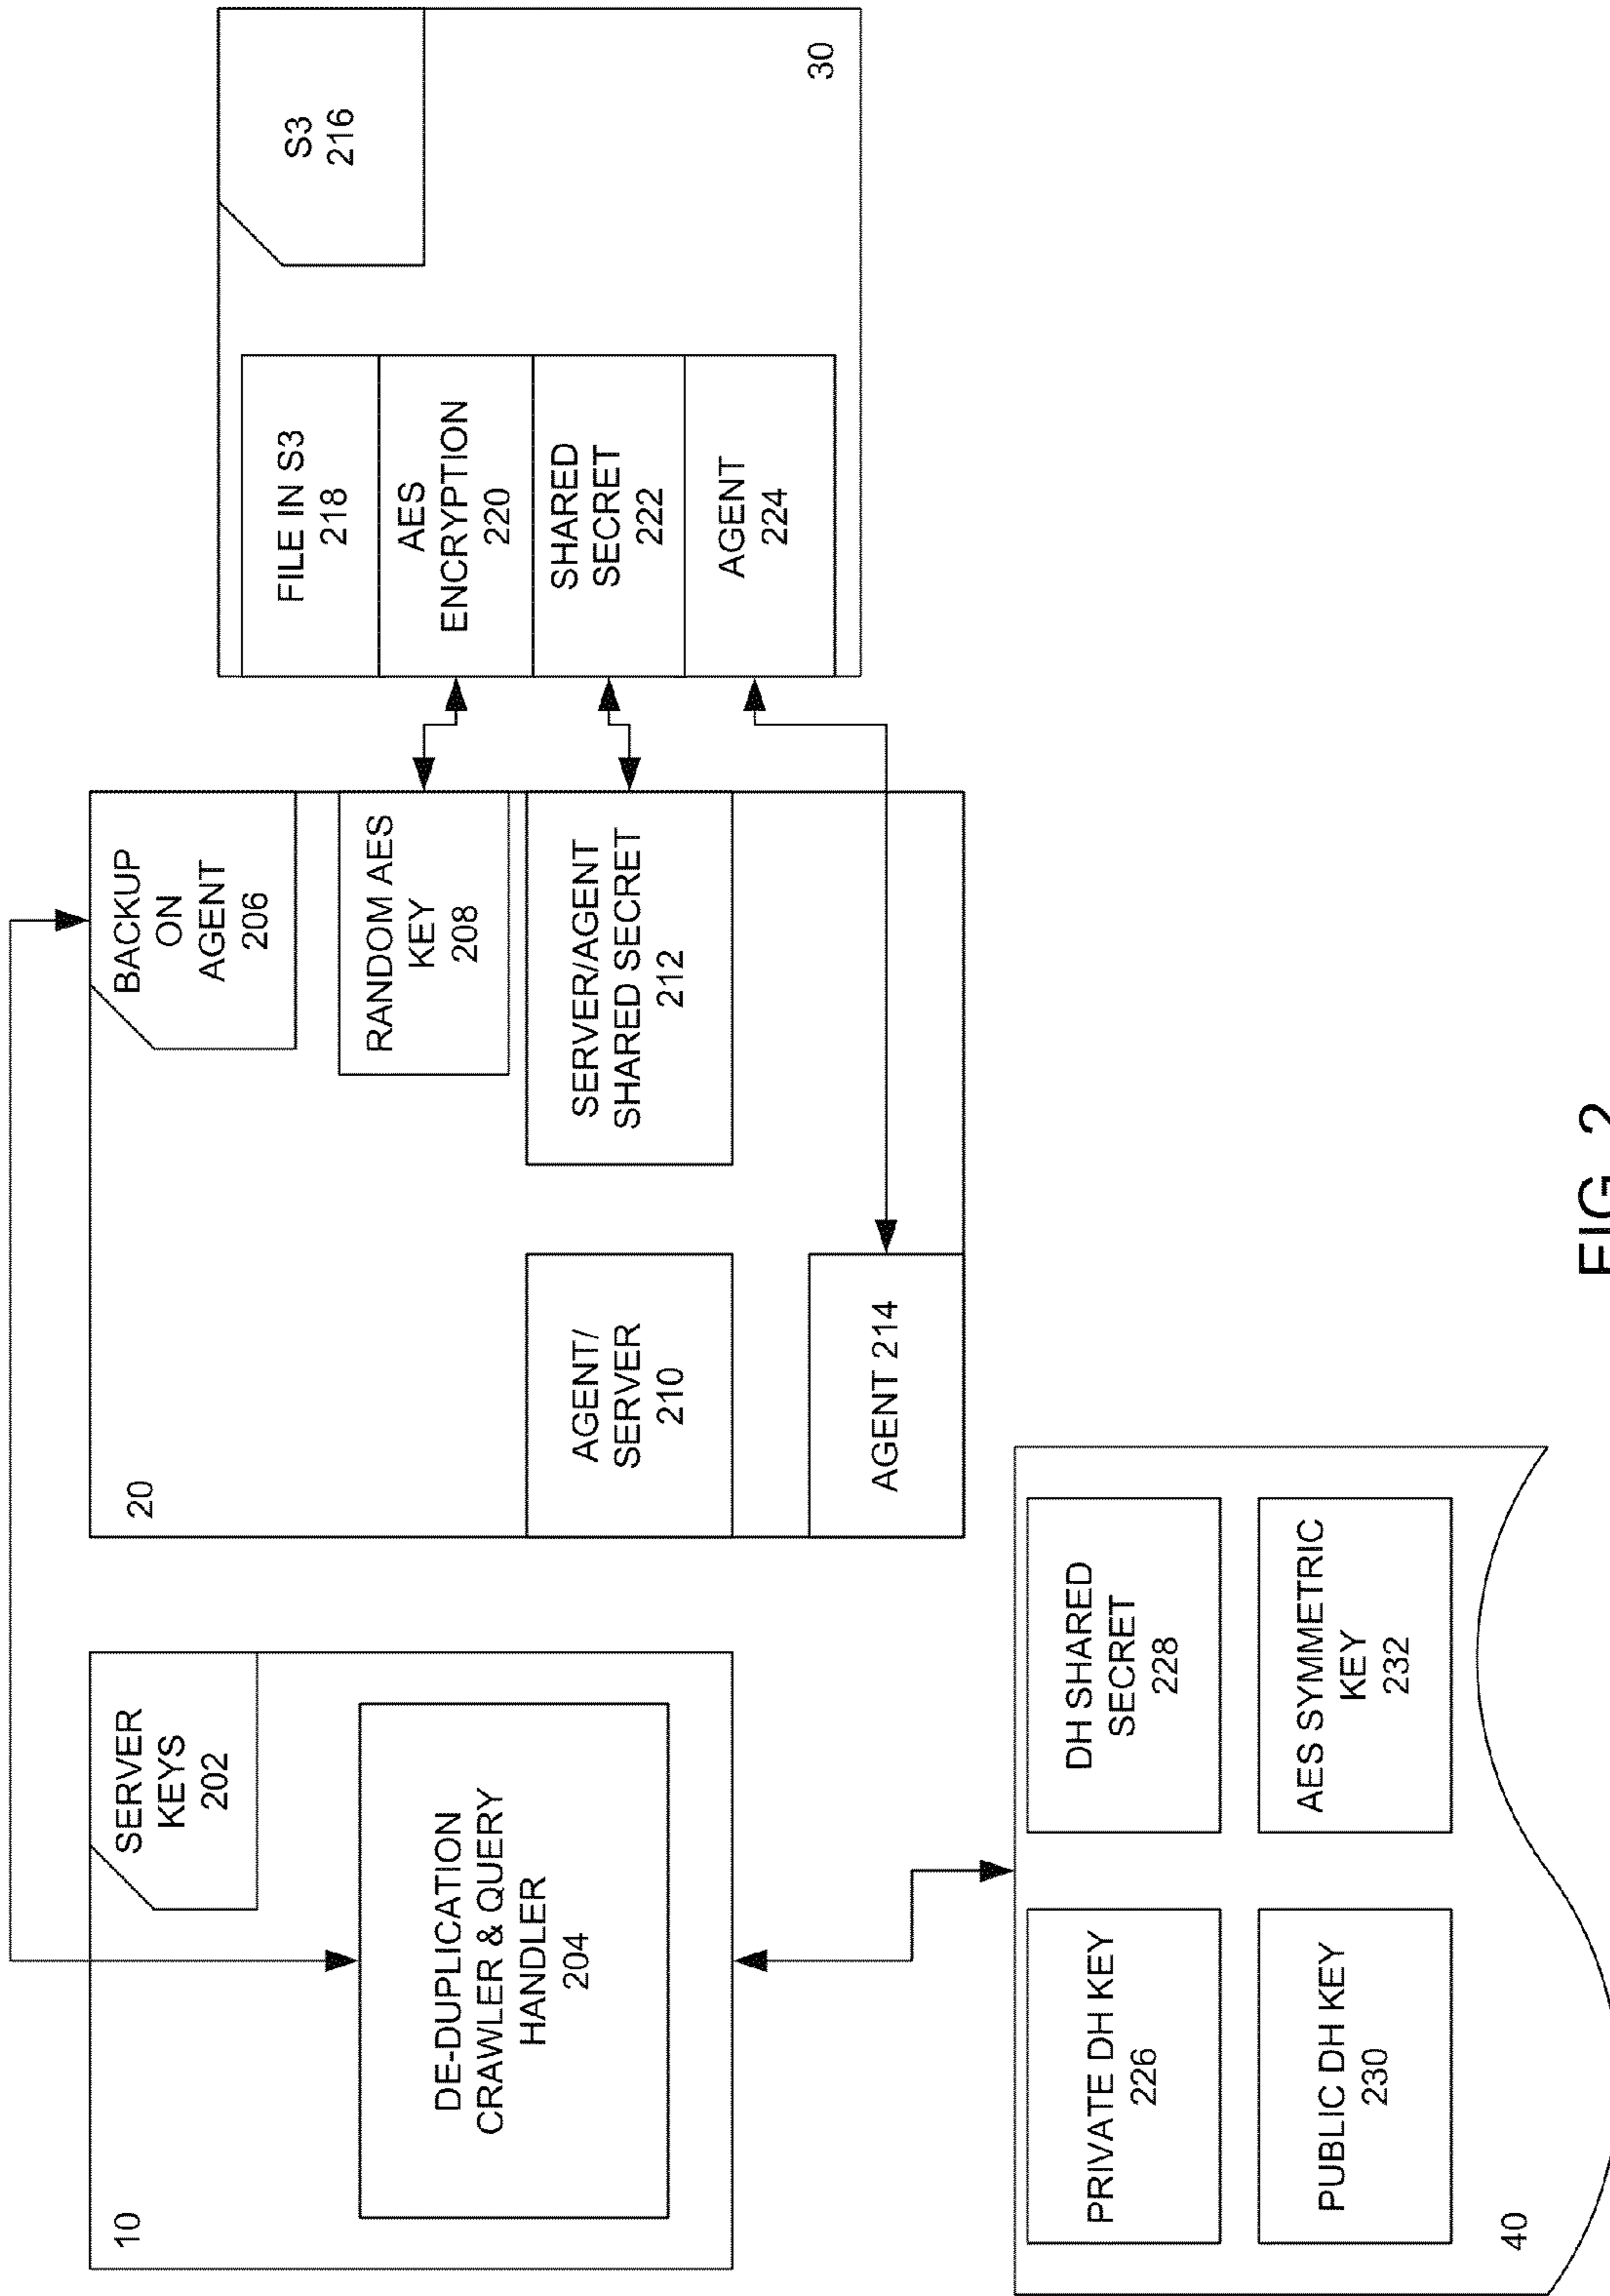 10
SERVER
KEYS
202
DE-DUPLICATION
CRAWLER & QUERY
HANDLER
204
20
BACKUP
ON
AGENT
206
RANDOM AES
KEY
208
AGENT/
SERVER
210
SERVER/AGENT
SHARED SECRET
212
AGENT 214
S3
216
FILE IN S3
218
AES
ENCRYPTION
220
SHARED
SECRET
222
AGENT
224
30
PRIVATE DH KEY
226
DH SHARED
SECRET
228
PUBLIC DH KEY
230
AES SYMMETRIC
KEY
232
40
FIG. 2